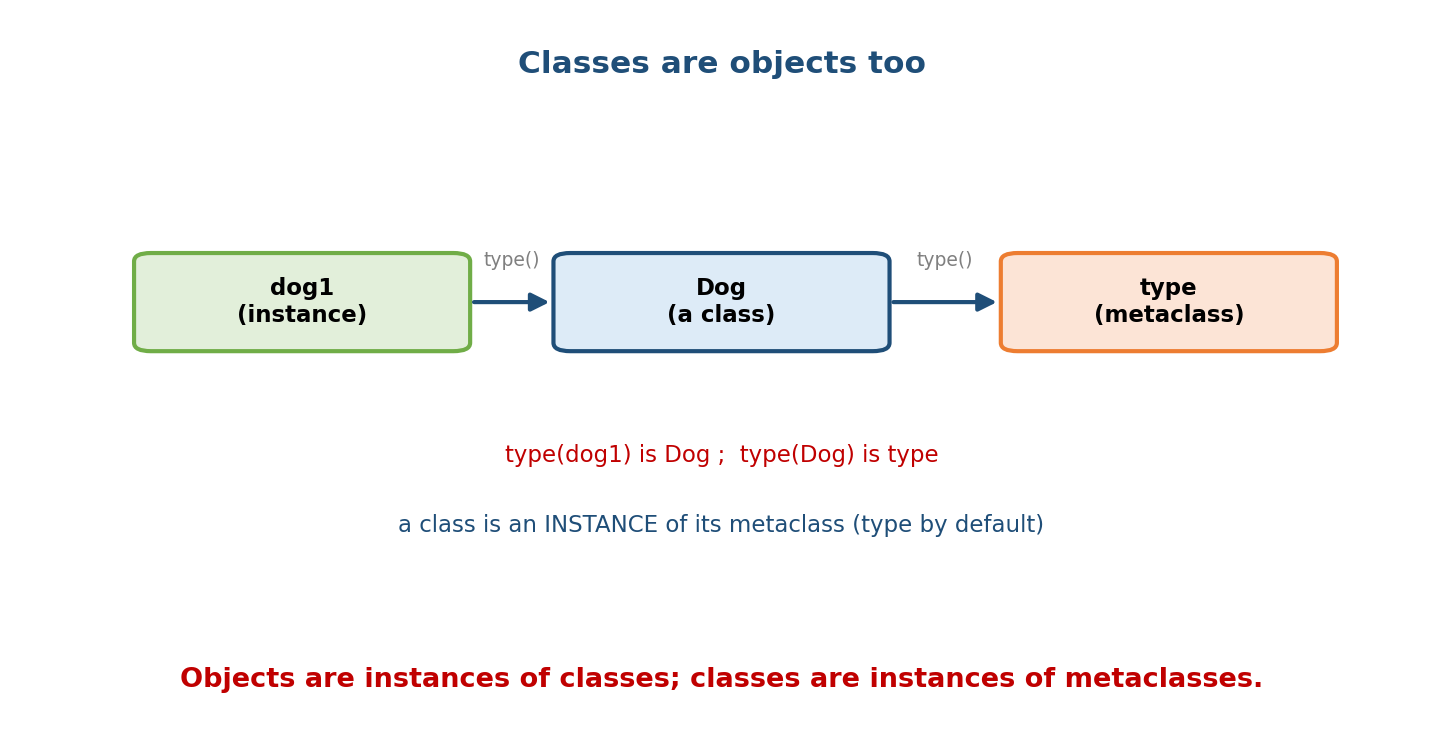 Classes are objects too
type()
type()
dog1
(instance)
Dog
(a class)
type
(metaclass)
type(dog1) is Dog ;  type(Dog) is type
a class is an INSTANCE of its metaclass (type by default)
Objects are instances of classes; classes are instances of metaclasses.